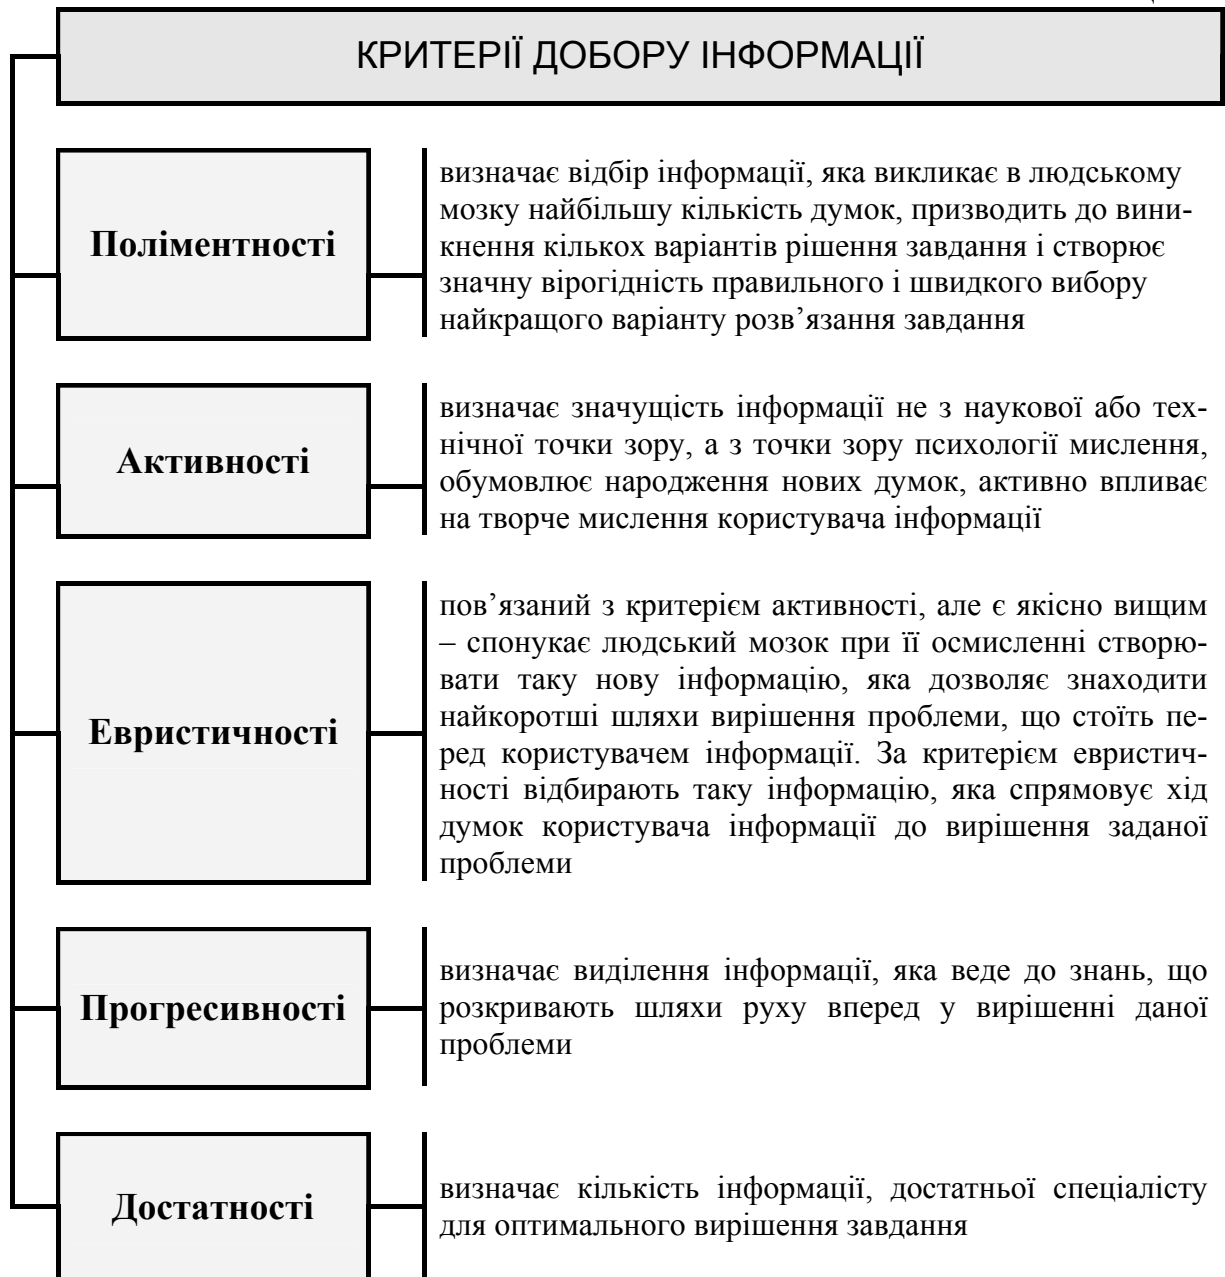 КРИТЕРІЇ ДОБОРУ ІНФОРМАЦІЇ
Поліментності
визначає відбір інформації, яка викликає в людському
мозку найбільшу кількість думок, призводить до вини-
кнення кількох варіантів рішення завдання і створює
значну вірогідність правильного і швидкого вибору
найкращого варіанту розв’язання завдання
Активності
визначає значущість інформації не з наукової або тех-
нічної точки зору, а з точки зору психології мислення,
обумовлює народження нових думок, активно впливає
на творче мислення користувача інформації
Евристичності
пов’язаний з критерієм активності, але є якісно вищим
– спонукає людський мозок при її осмисленні створю-
вати таку нову інформацію, яка дозволяє знаходити
найкоротші шляхи вирішення проблеми, що стоїть пе-
ред користувачем інформації. За критерієм евристич-
ності відбирають таку інформацію, яка спрямовує хід
думок користувача інформації до вирішення заданої
проблеми
Прогресивності
визначає виділення інформації, яка веде до знань, що
розкривають шляхи руху вперед у вирішенні даної
проблеми
Достатності
визначає кількість інформації, достатньої спеціалісту
для оптимального вирішення завдання